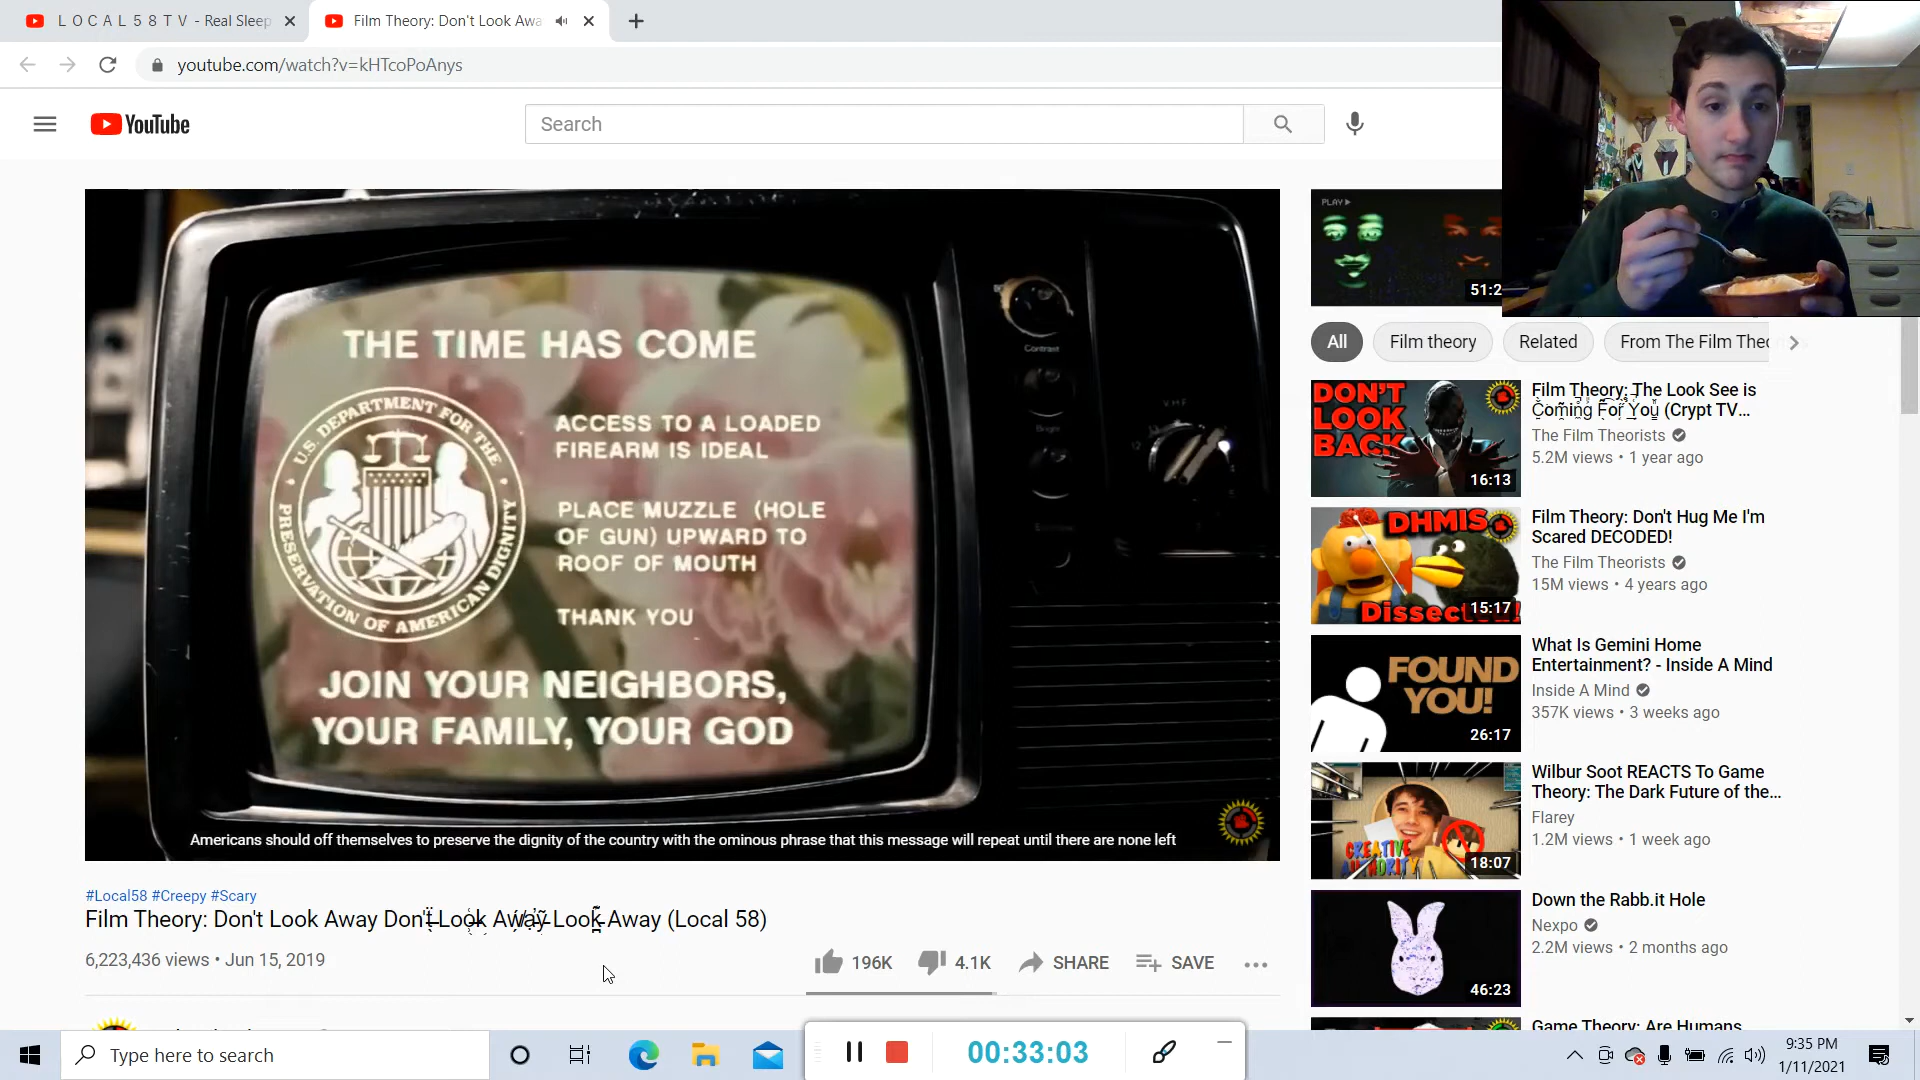 L O C A L 5 8 T V - Real Sleep
Film Theory: Don't Look Awa
youtube.com/watch?v=kHTcoPoAnys
YouTube
Search
THE TIME HAS COME
U.S. DEPARTMENT FOR THE
PRESERVATION OF AMERICAN DIGNITY
ACCESS TO A LOADED
FIREARM IS IDEAL
PLACE MUZZLE (HOLE
OF GUN) UPWARD TO
ROOF OF MOUTH
THANK YOU
JOIN YOUR NEIGHBORS,
YOUR FAMILY, YOUR GOD
Contrast
VHF
Americans should off themselves to preserve the dignity of the country with the ominous phrase that this message will repeat until there are none left
#Local58 #Creepy #Scary
Film Theory: Don't Look Away Don't Look Away Look Away (Local 58)
6,223,436 views • Jun 15, 2019
196K
4.1K
SHARE
SAVE
PLAY
51:2
All
Film theory
Related
From The Film Theo
DON'T
LOOK
BACK
16:13
Film Theory: The Look See is
Coming For You (Crypt TV...
The Film Theorists
5.2M views • 1 year ago
DHMIS
Dissec
15:17
Film Theory: Don't Hug Me I'm
Scared DECODED!
The Film Theorists
15M views • 4 years ago
FOUND
YOU!
26:17
What Is Gemini Home
Entertainment? - Inside A Mind
Inside A Mind
357K views • 3 weeks ago
CREATIVE
AUTHORITY
18:07
Wilbur Soot REACTS To Game
Theory: The Dark Future of the...
Flarey
1.2M views • 1 week ago
46:23
Down the Rabb.it Hole
Nexpo
2.2M views • 2 months ago
Game Theory: Are Humans
Type here to search
00:33:03
9:35 PM
1/11/2021